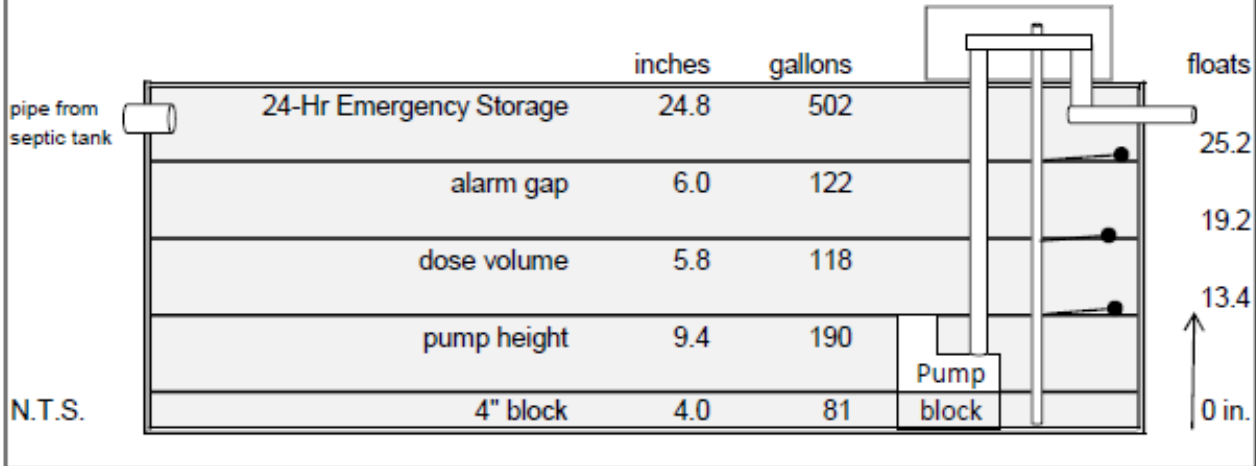 inches gallons floats
pipe from
septic tank
24-Hr Emergency Storage 24.8 502
25.2
alarm gap 6.0 122
19.2
dose volume 5.8 118
13.4
pump height 9.4 190
Pump
N.T.S. 4" block 4.0 81 block 0 in.